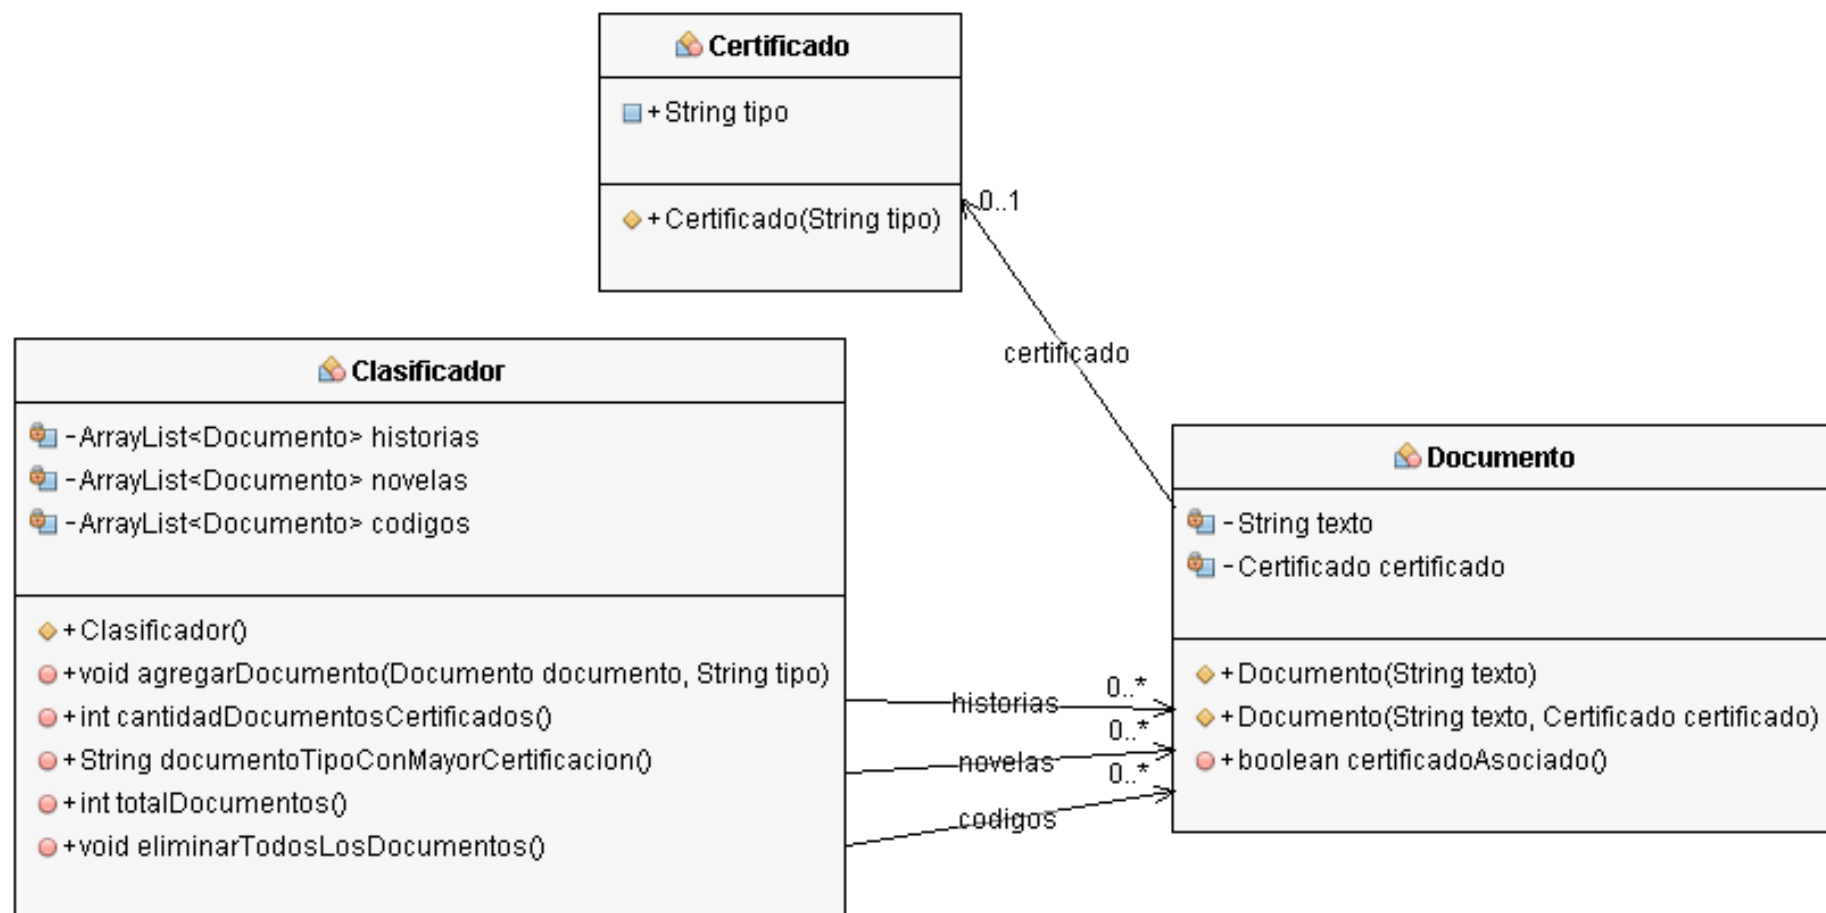 Certificado
+String tipo
+Certificado(String tipo)
0..1
certificado
Clasificador
-ArrayList<Documento> historias
-ArrayList<Documento> novelas
-ArrayList<Documento> codigos
+Clasificador()
+void agregarDocumento(Documento documento, String tipo)
+int cantidadDocumentosCertificados()
+String documentoTipoConMayorCertificacion()
+int totalDocumentos()
+void eliminarTodosLosDocumentos()
historias
0..*
novelas
0..*
codigos
0..*
Documento
-String texto
-Certificado certificado
+Documento(String texto)
+Documento(String texto, Certificado certificado)
+boolean certificadoAsociado()